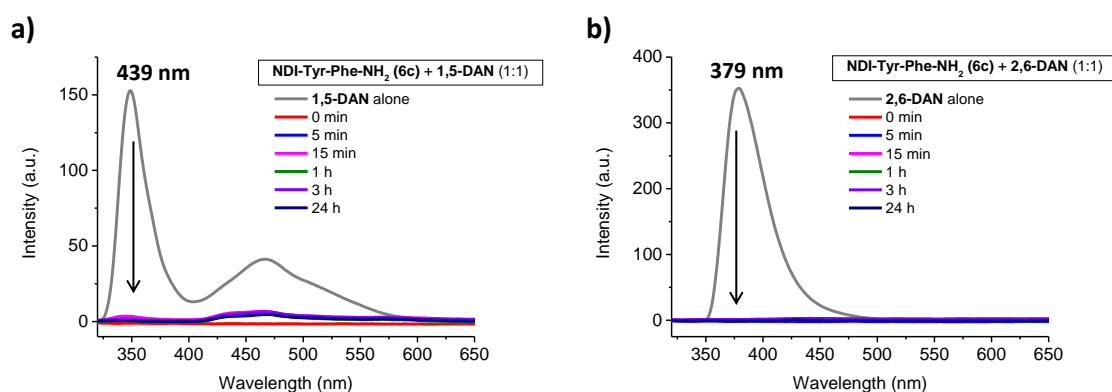 a)
439 nm
NDI-Tyr-Phe-NH₂ (6c) + 1,5-DAN (1:1)
1,5-DAN alone
0 min
5 min
15 min
1 h
3 h
24 h
150
100
50
0
Intensity (a.u.)
350 400 450 500 550 600 650
Wavelength (nm)
b)
379 nm
NDI-Tyr-Phe-NH₂ (6c) + 2,6-DAN (1:1)
2,6-DAN alone
0 min
5 min
15 min
1 h
3 h
24 h
400
300
200
100
0
Intensity (a.u.)
350 400 450 500 550 600 650
Wavelength (nm)